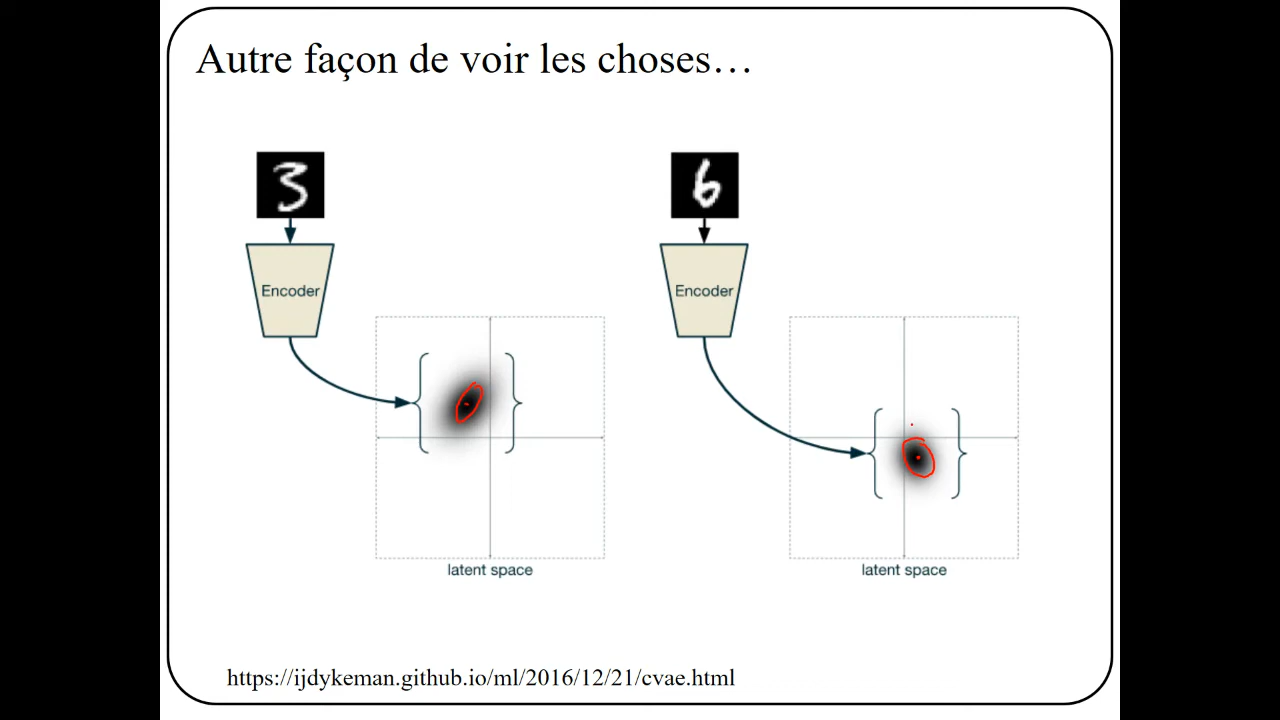 Autre façon de voir les choses…
3
6
Encoder
Encoder
latent space
latent space
https://ijdykeman.github.io/ml/2016/12/21/cvae.html